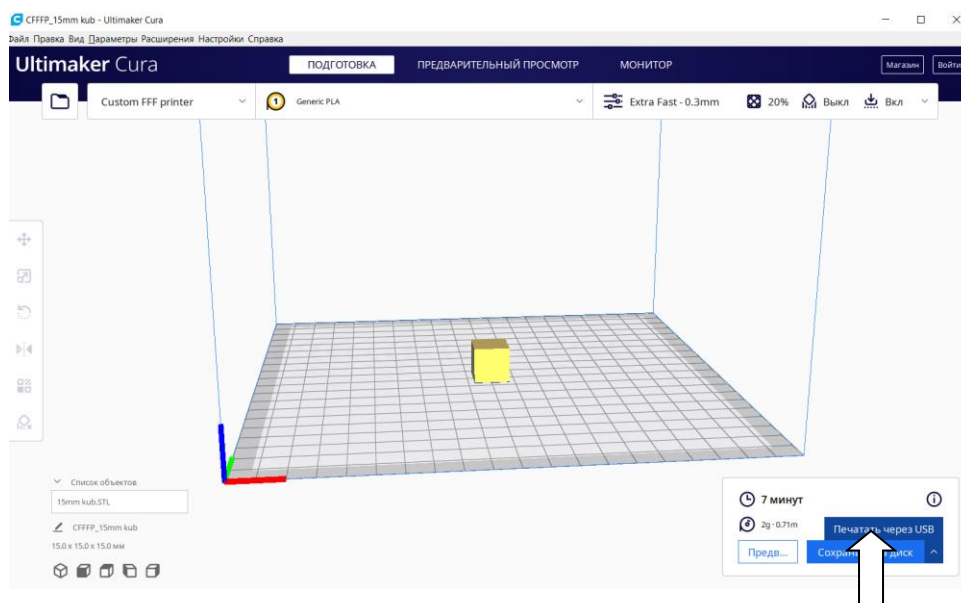 CFFFP_15mm kub - Ultimaker Cura
Файл Правка Вид Параметры Расширения Настройки Справка
Ultimaker Cura ПОДГОТОВКА ПРЕДВАРИТЕЛЬНЫЙ ПРОСМОТР МОНИТОР Магазин Войти
Custom FFF printer 1 Generic PLA Extra Fast - 0.3mm 20% Выкл Вкл
Список объектов
15mm kub.STL
CFFFP_15mm kub
15.0 x 15.0 x 15.0 мм
7 минут
2g · 0.71m
Печатать через USB
Предв... диск